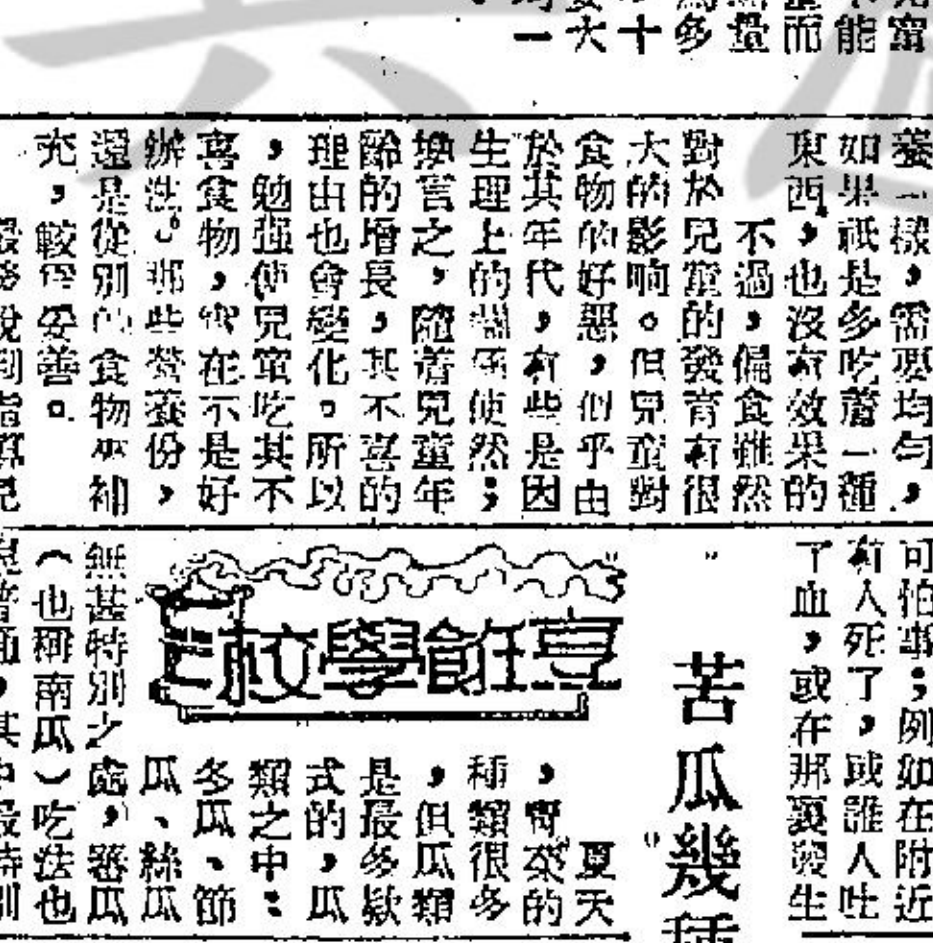 養一樣，需要均勻，
如果祇是多吃蕃一種
東西，也沒有效果的
不過，偏食雖然
對於兒童的發育有很
大的影响。但兒童對
食物的好惡，似乎由
於其年代，有些是因
生理上的 使然；
換言之，隨着兒童年
齡的增長，其不喜的
理由也會變化。所以
，勉强使兒童吃其不
喜食物，實在不是好
辦法。那些營養份，
還是從別的食物來補
充，較 妥善。
可怕事；例如在附近
有人死了，或誰人吐
了血，或在那裏發生
苦瓜幾種
烹飪學校
夏天
，質菜的
種類很多
，但瓜類
是最多欵
式的，瓜
類之中：
冬瓜、節
瓜、絲瓜
無甚特別之處，蕃瓜
（也稱南瓜）吃法也